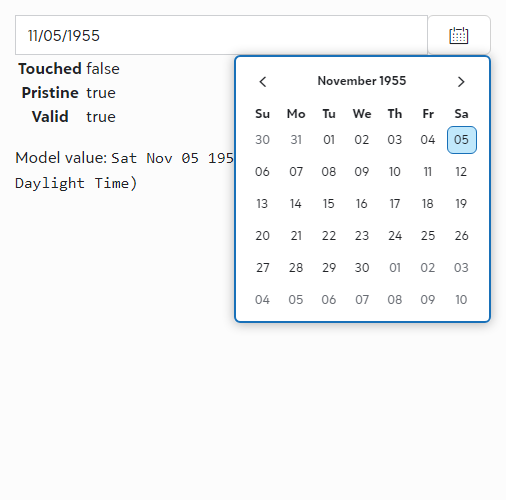 11/05/1955
Touched false
Pristine true
Valid true
Model value: Sat Nov 05 195
Daylight Time)
November 1955
Su Mo Tu We Th Fr Sa
30 31 01 02 03 04 05
06 07 08 09 10 11 12
13 14 15 16 17 18 19
20 21 22 23 24 25 26
27 28 29 30 01 02 03
04 05 06 07 08 09 10